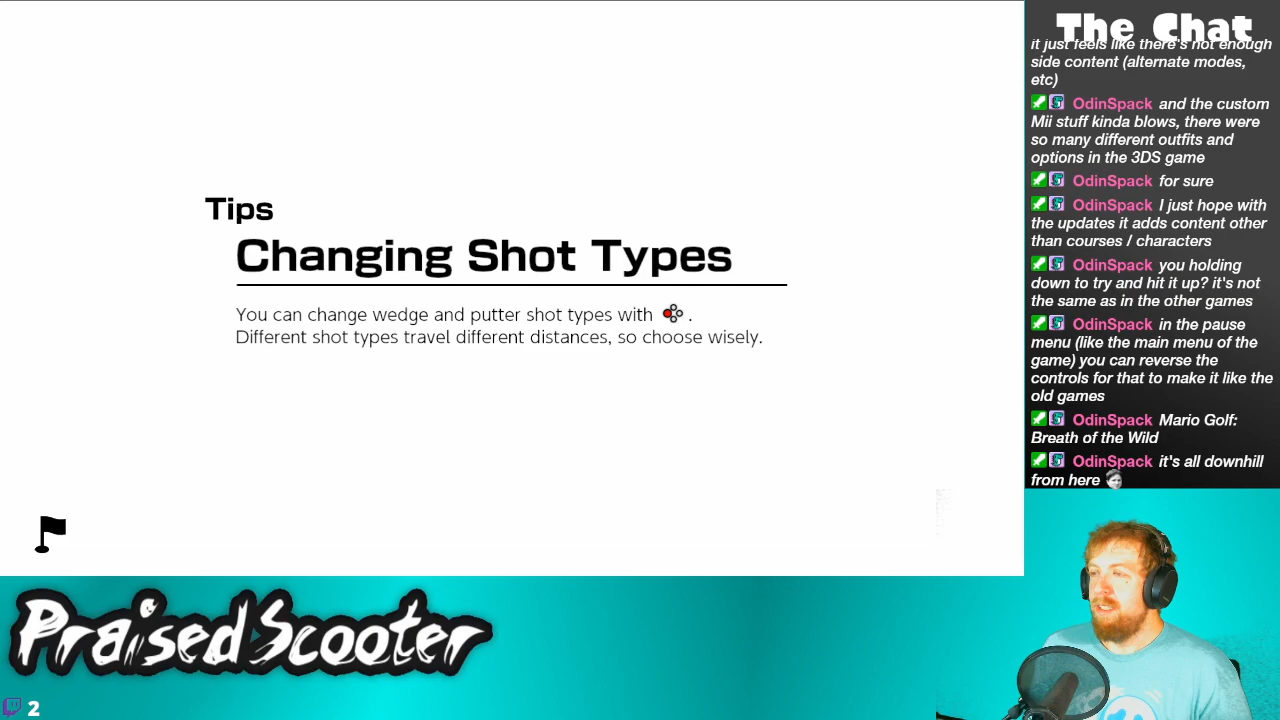 Tips
Changing Shot Types
You can change wedge and putter shot types with .
Different shot types travel different distances, so choose wisely.
The Chat
it just feels like there's not enough
side content (alternate modes,
etc)
OdinSpack and the custom
Mii stuff kinda blows, there were
so many different outfits and
options in the 3DS game
OdinSpack for sure
OdinSpack I just hope with
the updates it adds content other
than courses / characters
OdinSpack you holding
down to try and hit it up? it's not
the same as in the other games
OdinSpack in the pause
menu (like the main menu of the
game) you can reverse the
controls for that to make it like the
old games
OdinSpack Mario Golf:
Breath of the Wild
OdinSpack it's all downhill
from here
PraisedScooter
2